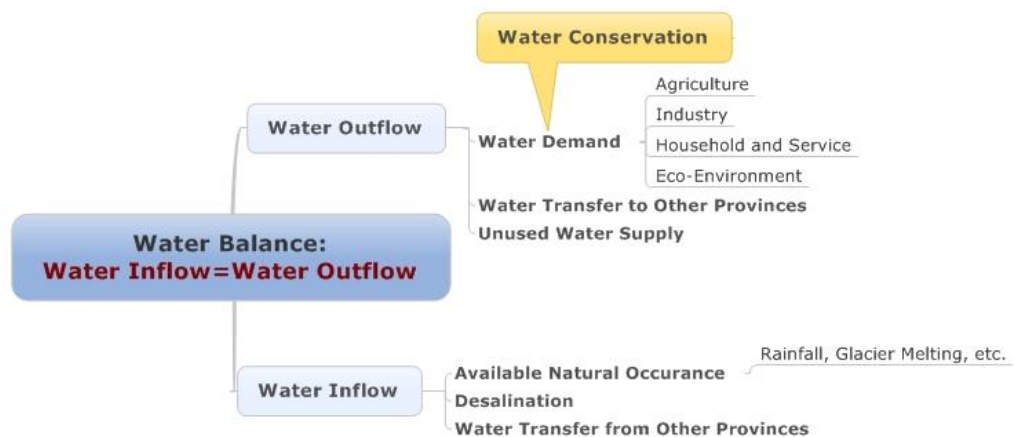 Water Conservation
Agriculture
Water Outflow
Industry
Water Demand
Household and Service
Eco-Environment
Water Transfer to Other Provinces
Unused Water Supply
Water Balance:
Water Inflow=Water Outflow
Rainfall, Glacier Melting, etc.
Available Natural Occurance
Water Inflow
Desalination
Water Transfer from Other Provinces